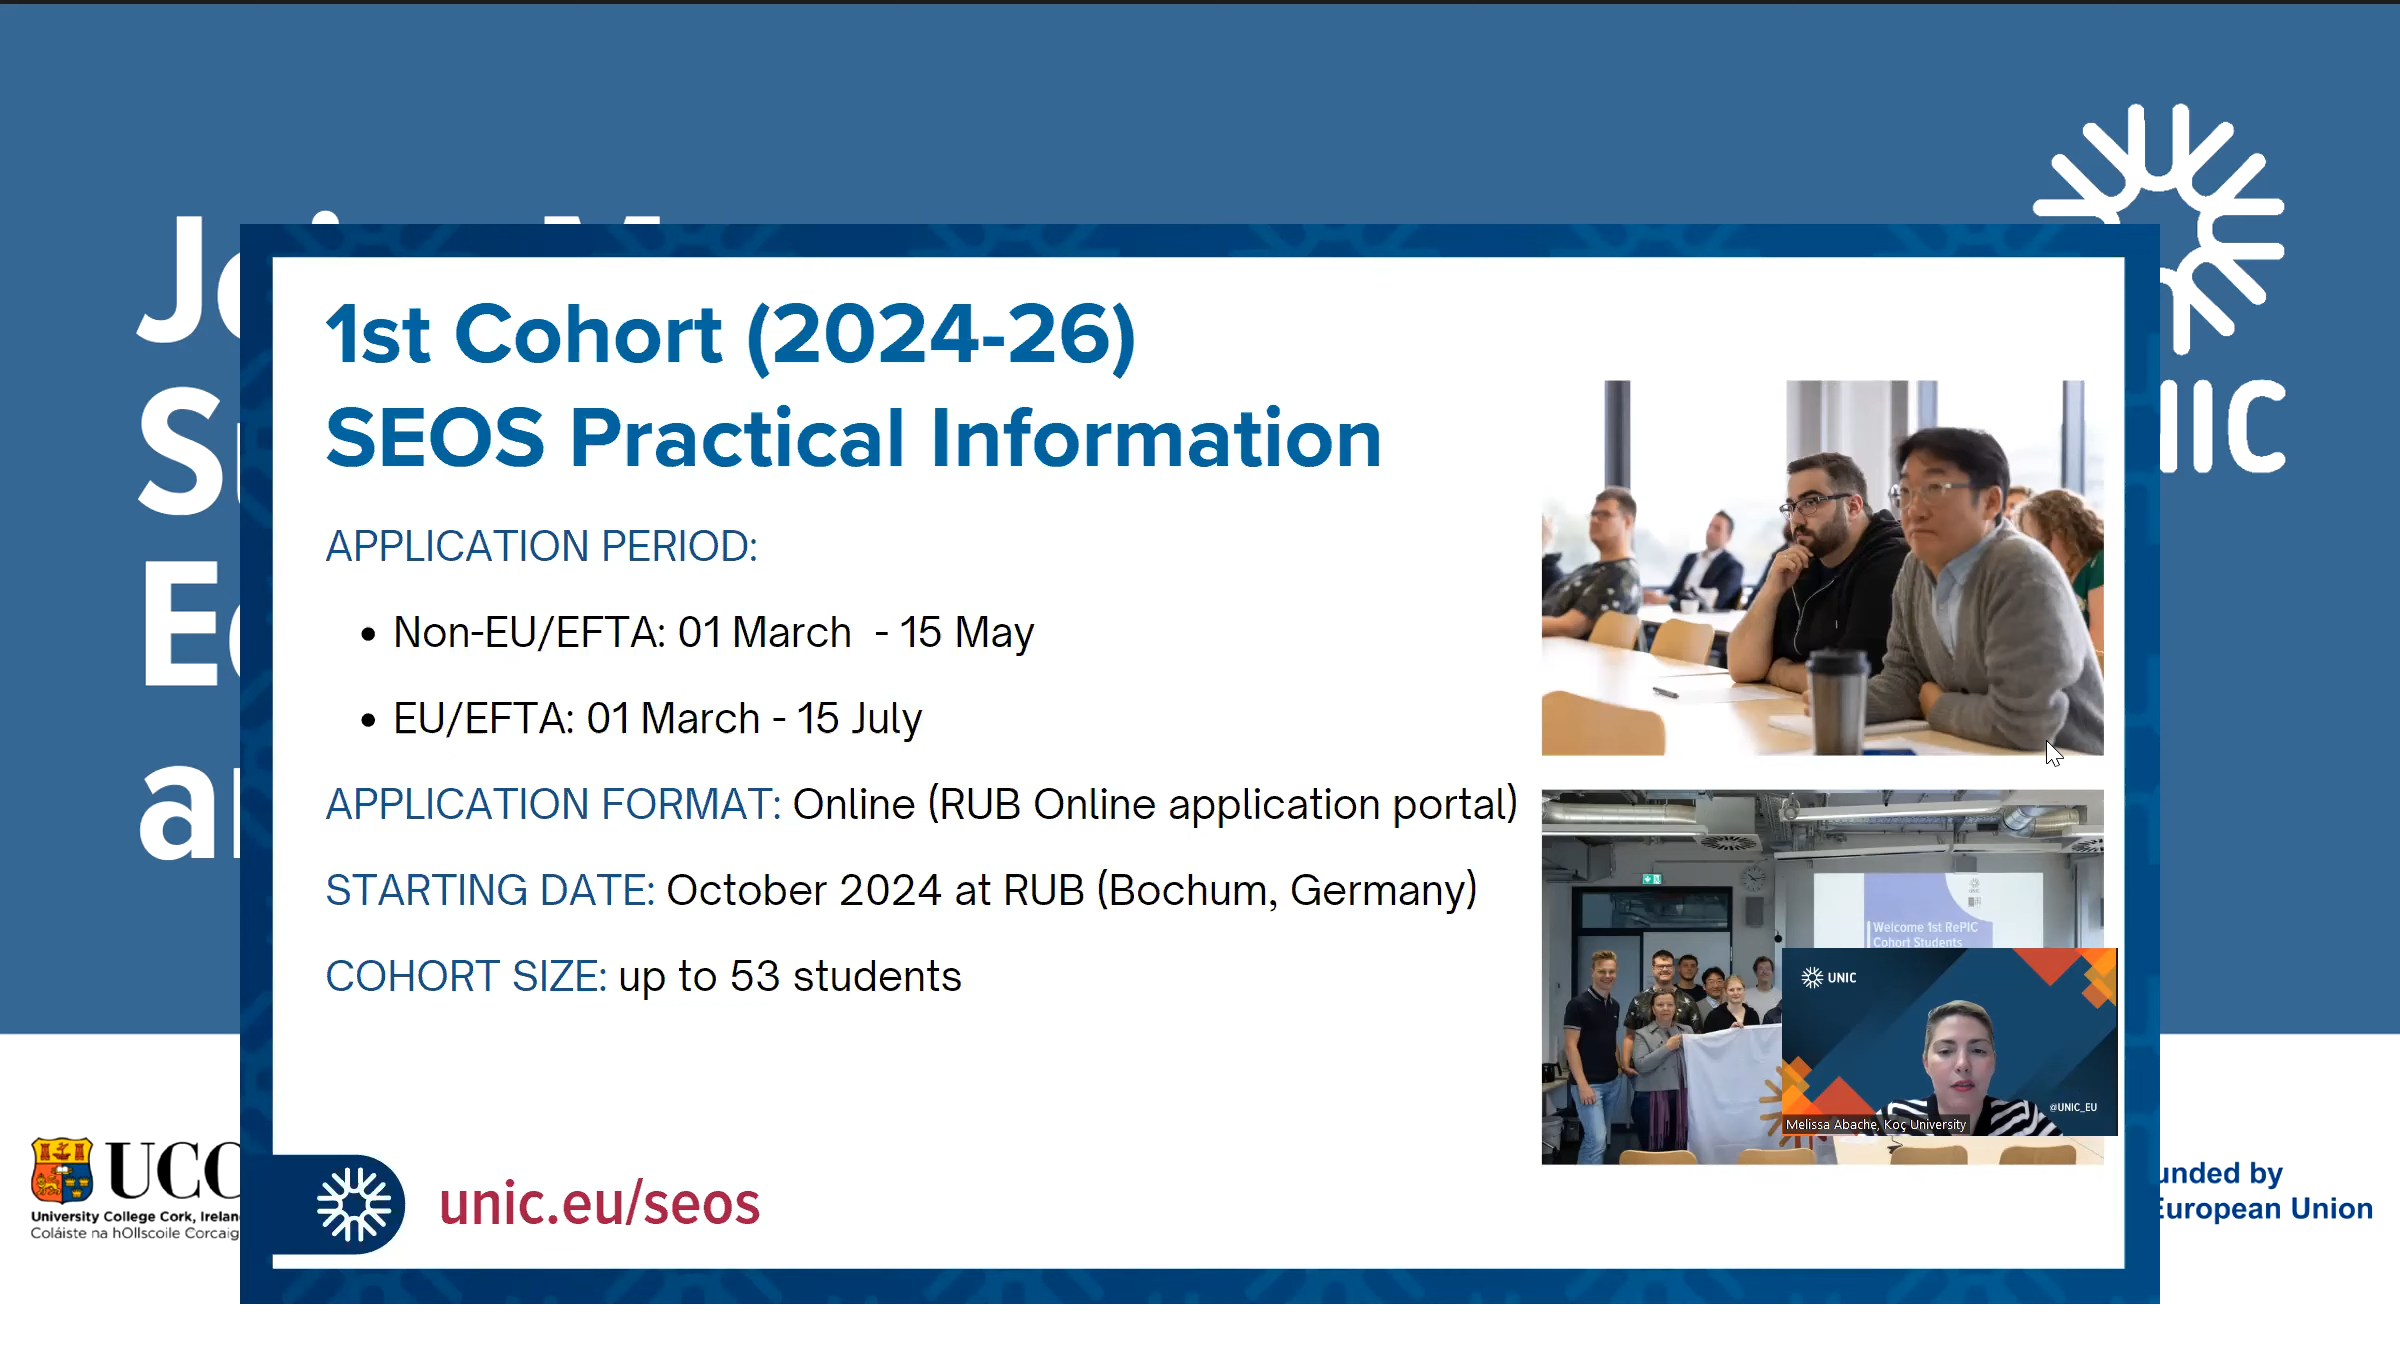 1st Cohort (2024-26)
SEOS Practical Information
APPLICATION PERIOD:
• Non-EU/EFTA: 01 March - 15 May
• EU/EFTA: 01 March - 15 July
APPLICATION FORMAT: Online (RUB Online application portal)
STARTING DATE: October 2024 at RUB (Bochum, Germany)
COHORT SIZE: up to 53 students
unic.eu/seos
Welcome 1st RePIC
Cohort Students
UNIC
@UNIC_EU
Melissa Abache, Koç University
UCC
University College Cork, Irelan
Coláiste na hOllscoile Corcaig
unded by
European Union